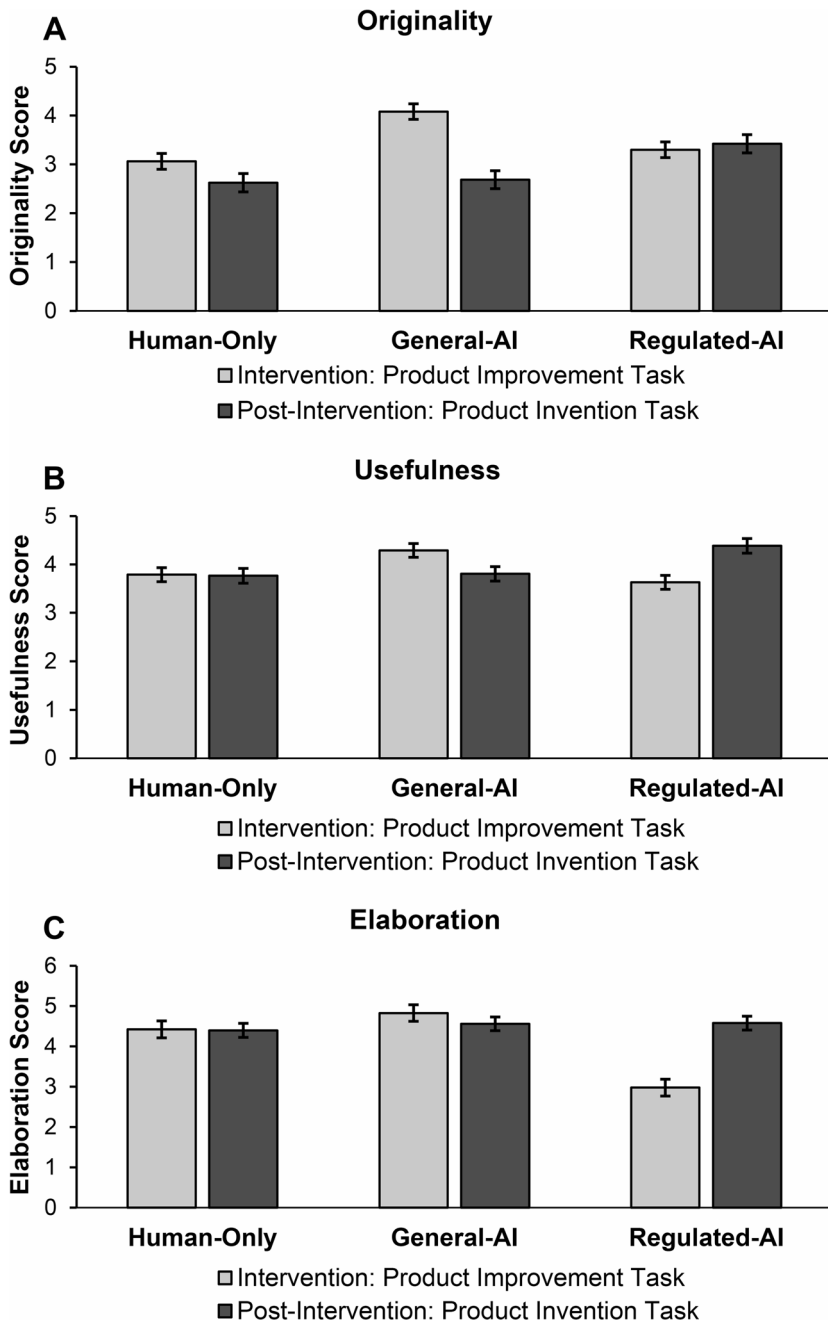 A
Originality
5
4
3
2
1
0
Originality Score
Human-Only
General-AI
Regulated-AI
Intervention: Product Improvement Task
Post-Intervention: Product Invention Task
B
Usefulness
5
4
3
2
1
0
Usefulness Score
Human-Only
General-AI
Regulated-AI
Intervention: Product Improvement Task
Post-Intervention: Product Invention Task
C
Elaboration
6
5
4
3
2
1
0
Elaboration Score
Human-Only
General-AI
Regulated-AI
Intervention: Product Improvement Task
Post-Intervention: Product Invention Task